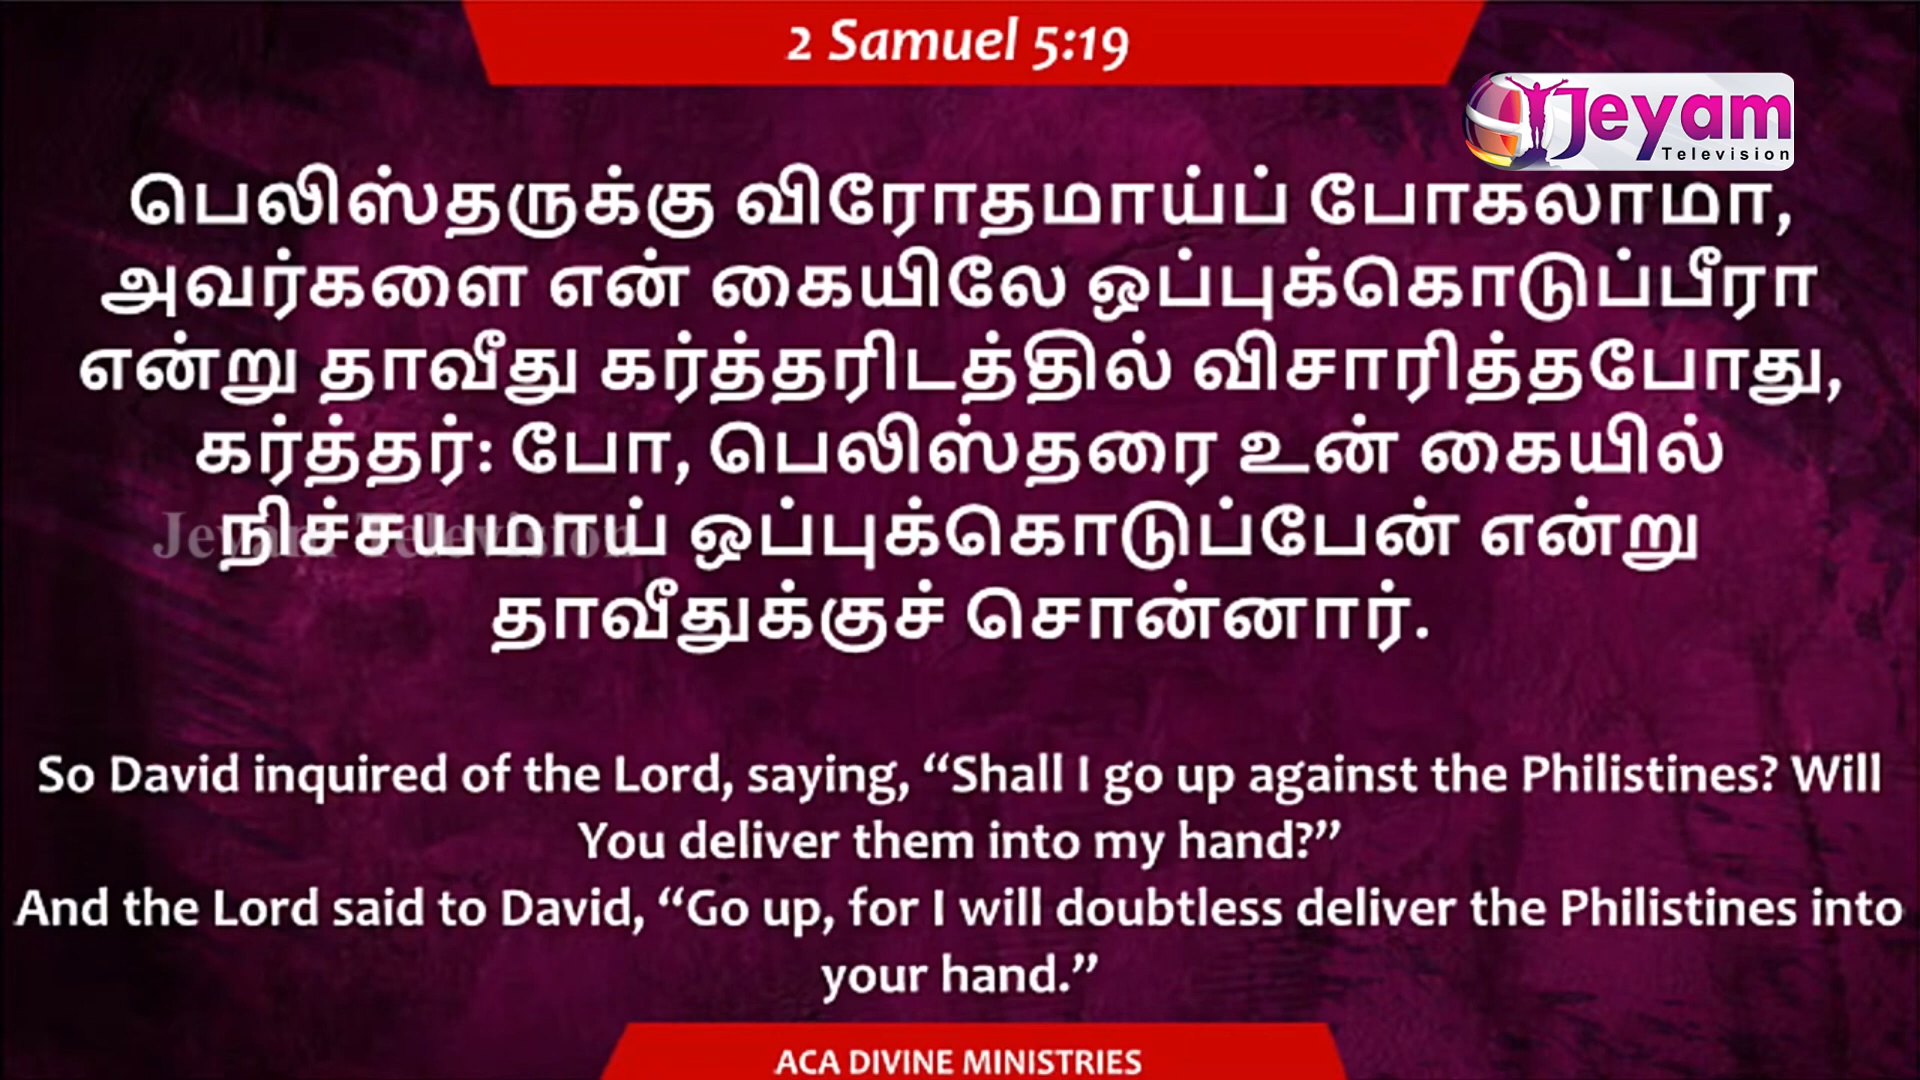 2 Samuel 5:19
Jeyam
Television
பெலிஸ்தருக்கு விரோதமாய்ப் போகலாமா,
அவர்களை என் கையிலே ஒப்புக்கொடுப்பீரா
என்று தாவீது கர்த்தரிடத்தில் விசாரித்தபோது,
கர்த்தர்: போ, பெலிஸ்தரை உன் கையில்
நிச்சயமாய் ஒப்புக்கொடுப்பேன் என்று
Jeyam Television
தாவீதுக்குச் சொன்னார்.
So David inquired of the Lord, saying, “Shall I go up against the Philistines? Will
You deliver them into my hand?”
And the Lord said to David, “Go up, for I will doubtless deliver the Philistines into
your hand.”
ACA DIVINE MINISTRIES